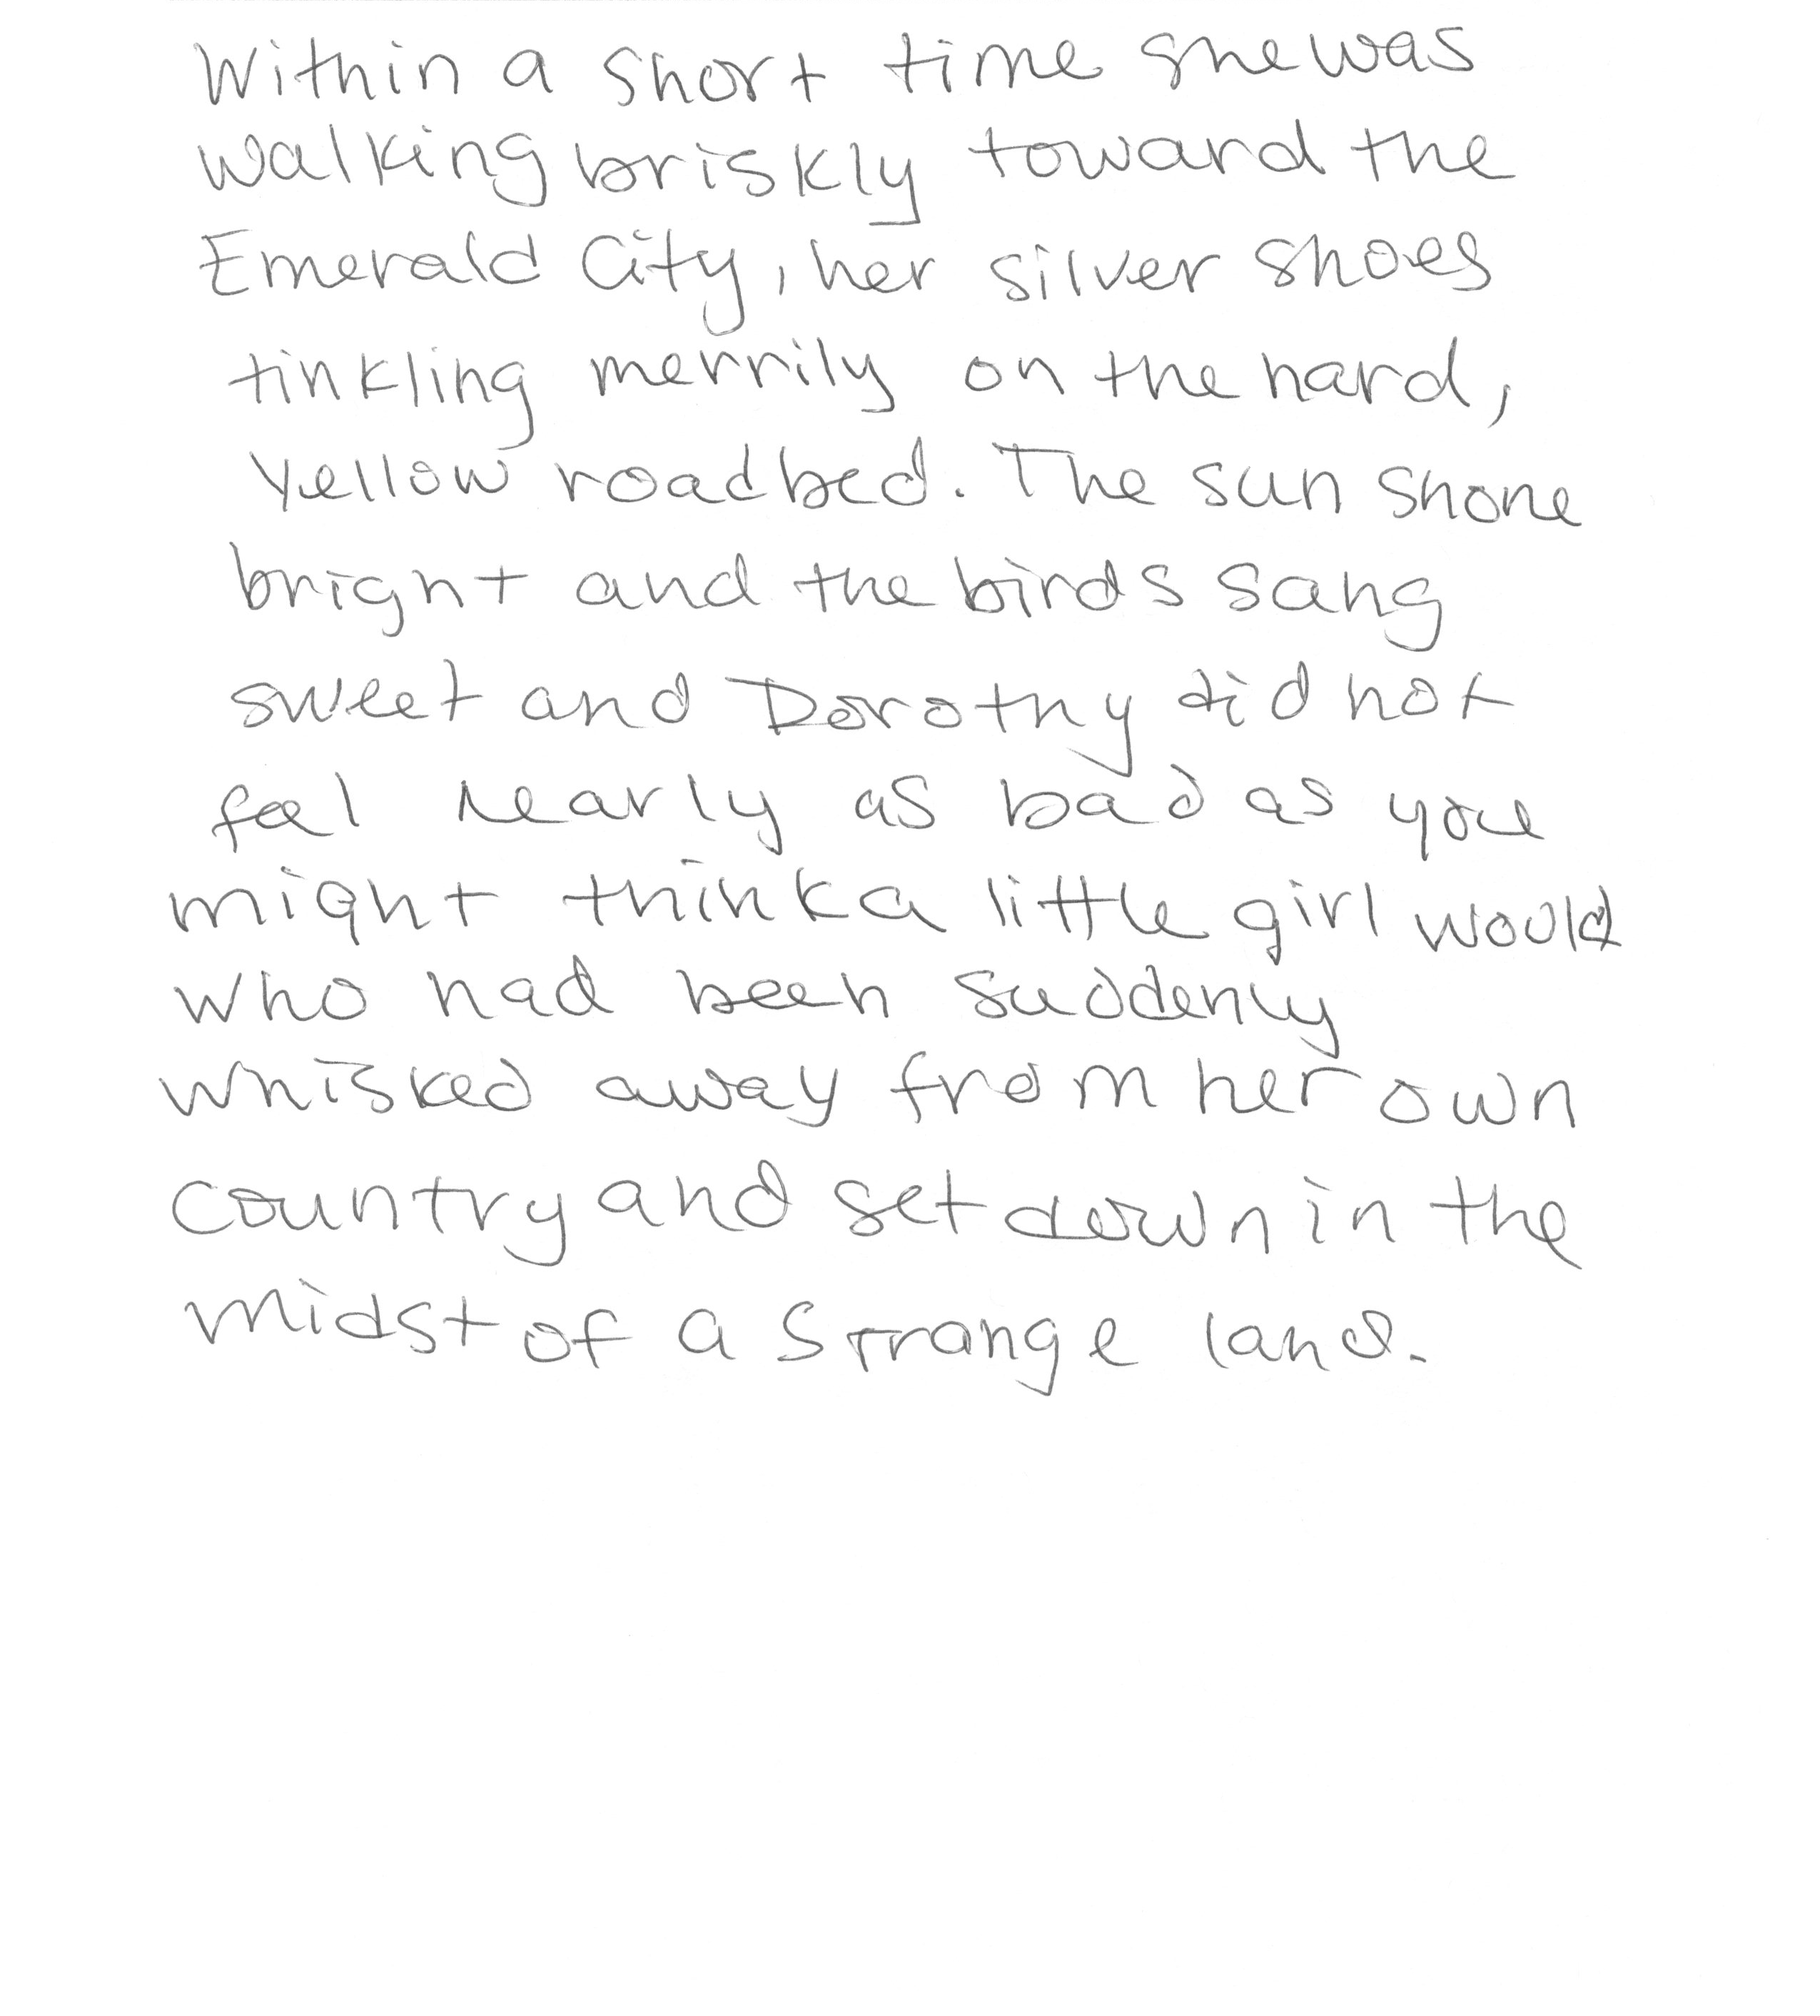 Within a short time she was
walking briskly toward the
Emerald City, her silver shoes
tinkling merrily on the hard,
yellow roadbed. The sun shone
bright and the birds sang
sweet and Dorothy did not
feel nearly as bad as you
might think a little girl would
who had been suddenly
whisked away from her own
country and set down in the
midst of a strange land.